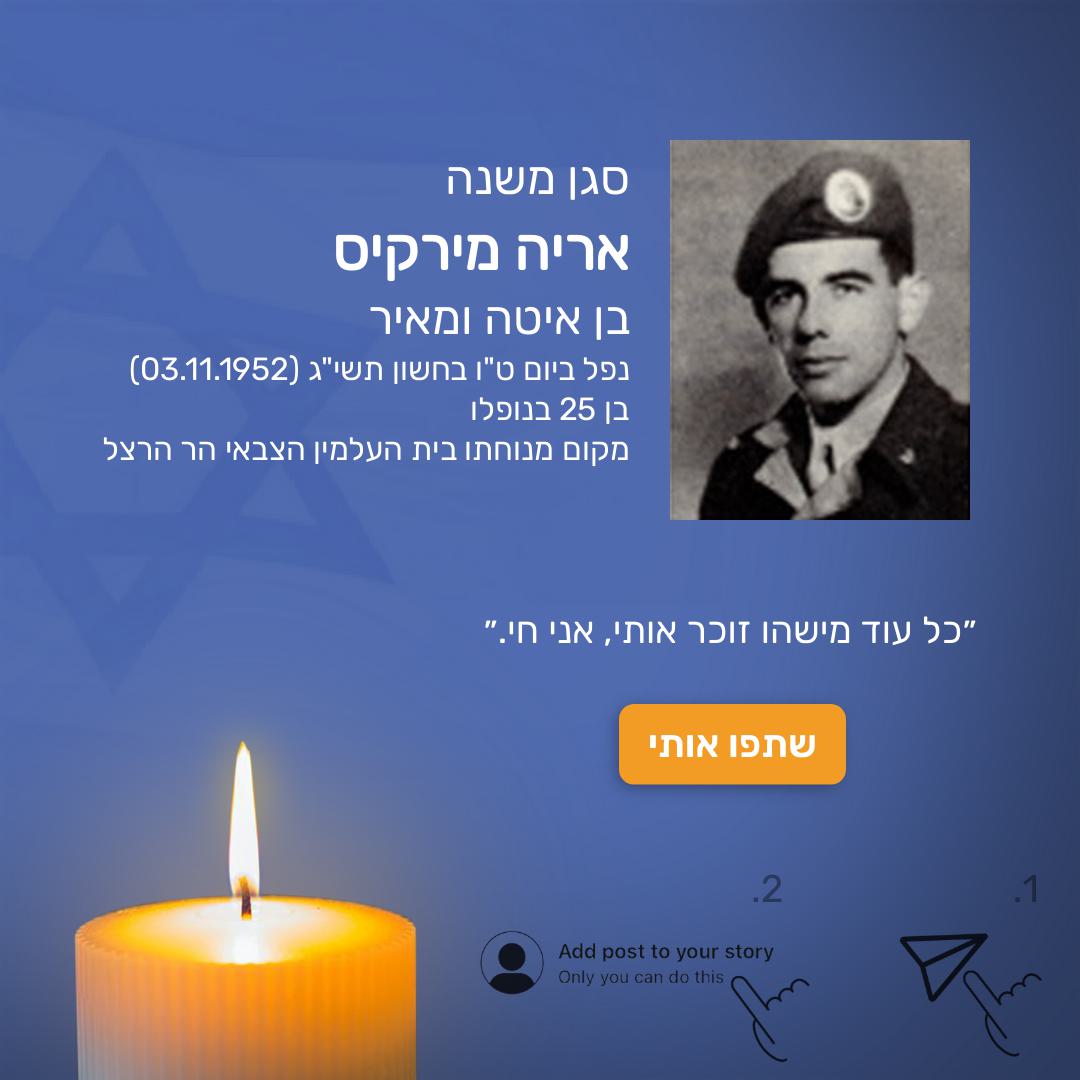 סגן משנה
אריה מירקיס
בן איטה ומאיר
נפל ביום ט"ו בחשוון תשי"ג (03.11.1952)
בן 25 בנופלו
מקום מנוחתו בית העלמין הצבאי הר הרצל
״כל עוד מישהו זוכר אותי, אני חי.״
שתפו אותי
1.
2.
Add post to your story
Only you can do this